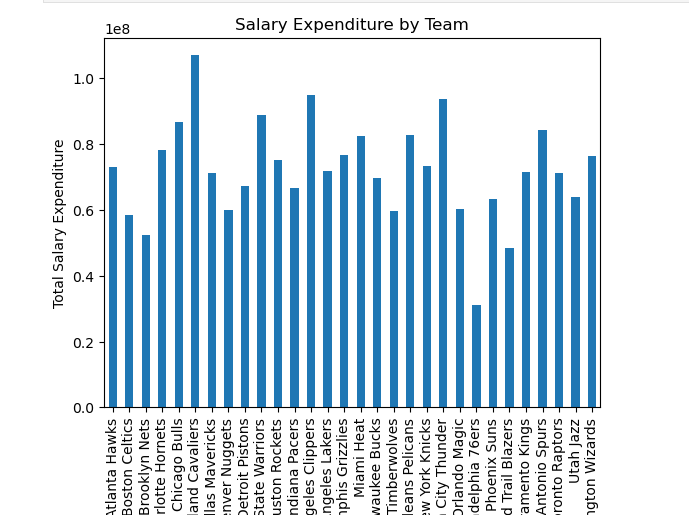 Salary Expenditure by Team
1e8
Total Salary Expenditure
1.0
0.8
0.6
0.4
0.2
0.0
Atlanta Hawks
Boston Celtics
Brooklyn Nets
rlotte Hornets
Chicago Bulls
land Cavaliers
llas Mavericks
enver Nuggets
Detroit Pistons
State Warriors
uston Rockets
ndiana Pacers
geles Clippers
ngeles Lakers
nphis Grizzlies
Miami Heat
waukee Bucks
Timberwolves
leans Pelicans
ew York Knicks
City Thunder
Orlando Magic
delphia 76ers
Phoenix Suns
d Trail Blazers
amento Kings
Antonio Spurs
ronto Raptors
Utah Jazz
ngton Wizards